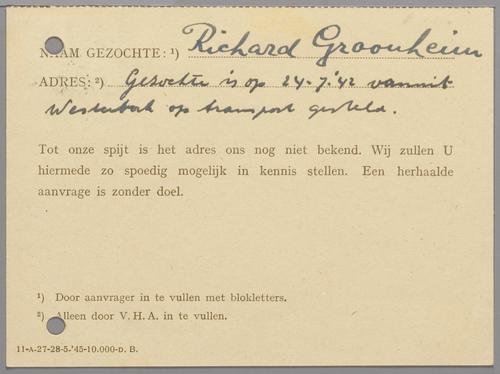 NAAM GEZOCHTE: ¹) Richard Groonheim
ADRES: ²) Gezochte is op 24-7-'42 vanuit
Westerbork op transport gesteld.
Tot onze spijt is het adres ons nog niet bekend. Wij zullen U
hiermede zo spoedig mogelijk in kennis stellen. Een herhaalde
aanvrage is zonder doel.
¹) Door aanvrager in te vullen met blokletters.
²) Alleen door V.H.A. in te vullen.
11-A-27-28-5-'45-10.000-D. B.